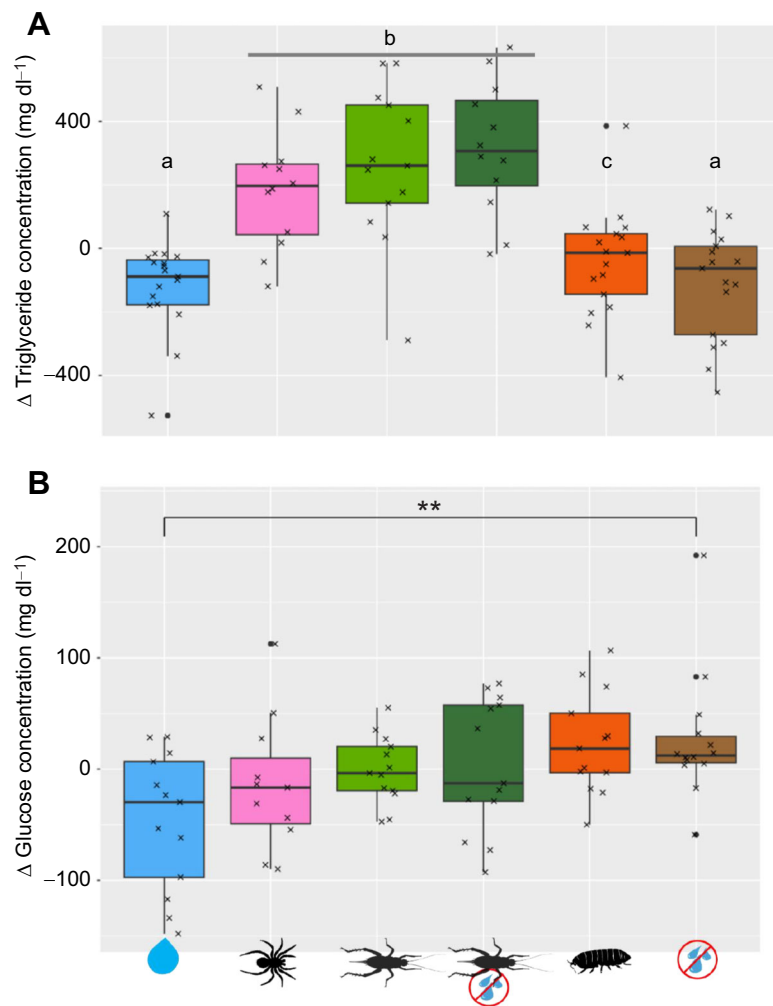 A
b
a
c
a
Δ Triglyceride concentration (mg dl−1)
400
0
−400
B
**
Δ Glucose concentration (mg dl−1)
200
100
0
−100